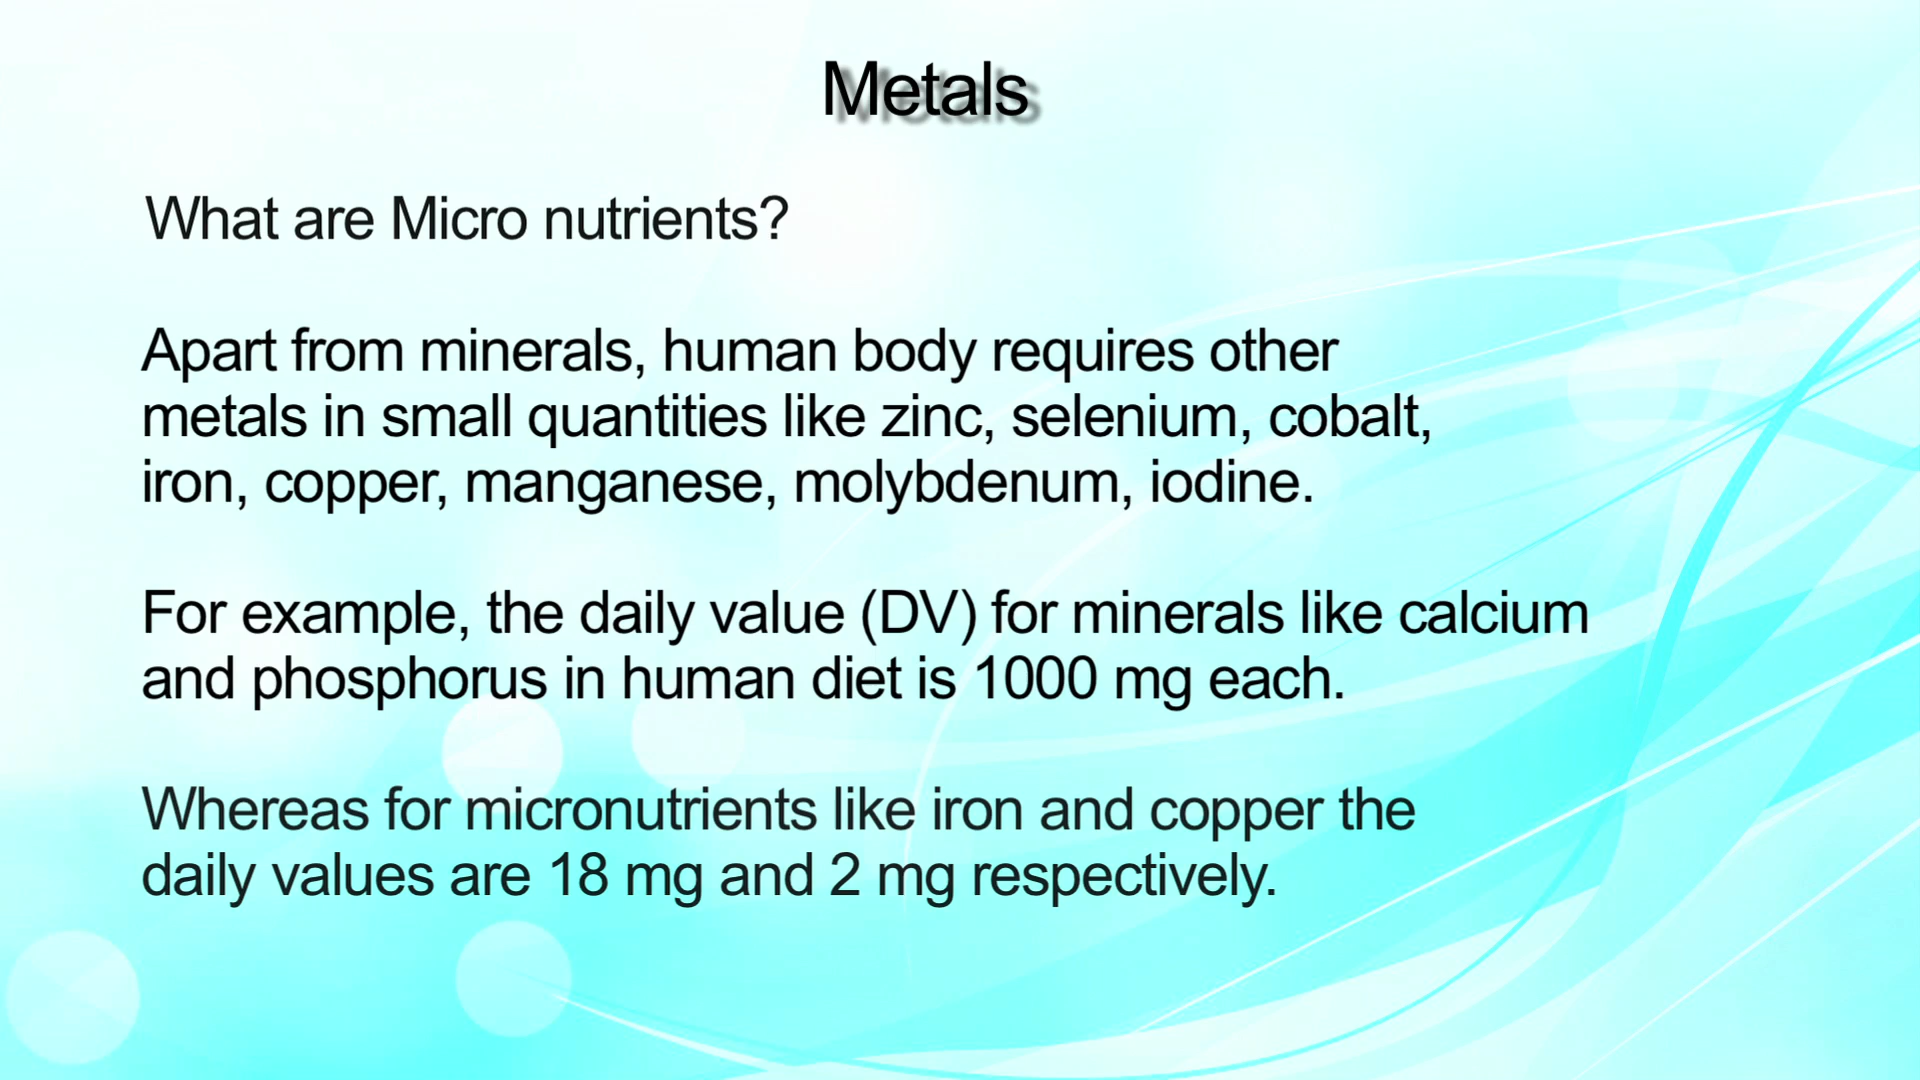 Metals
What are Micro nutrients?
Apart from minerals, human body requires other
metals in small quantities like zinc, selenium, cobalt,
iron, copper, manganese, molybdenum, iodine.
For example, the daily value (DV) for minerals like calcium
and phosphorus in human diet is 1000 mg each.
Whereas for micronutrients like iron and copper the
daily values are 18 mg and 2 mg respectively.